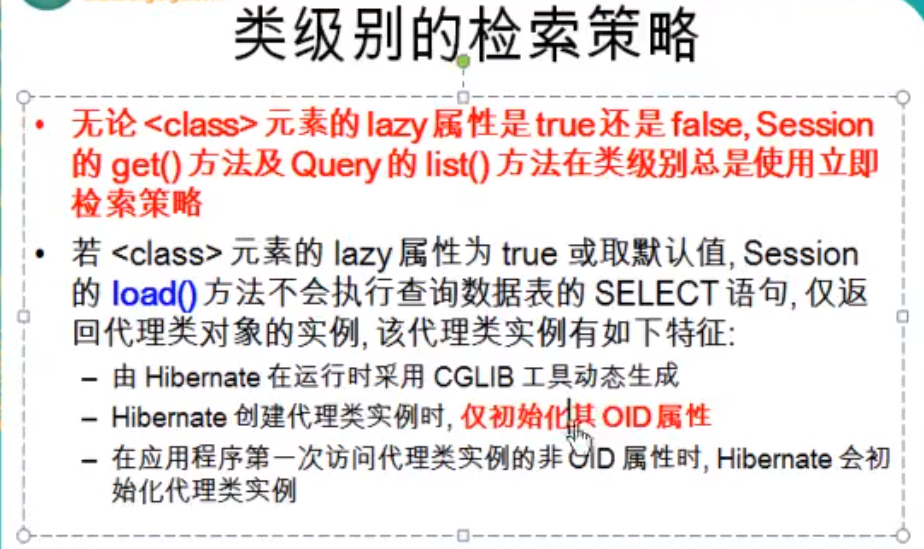 类级别的检索策略
• 无论 <class> 元素的 lazy 属性是 true 还是 false, Session
的 get() 方法及 Query 的 list() 方法在类级别总是使用立即
检索策略
• 若 <class> 元素的 lazy 属性为 true 或取默认值, Session
的 load() 方法不会执行查询数据表的 SELECT 语句, 仅返
回代理类对象的实例, 该代理类实例有如下特征:
– 由 Hibernate 在运行时采用 CGLIB 工具动态生成
– Hibernate 创建代理类实例时, 仅初始化其 OID 属性
– 在应用程序第一次访问代理类实例的非 OID 属性时, Hibernate 会初
始化代理类实例